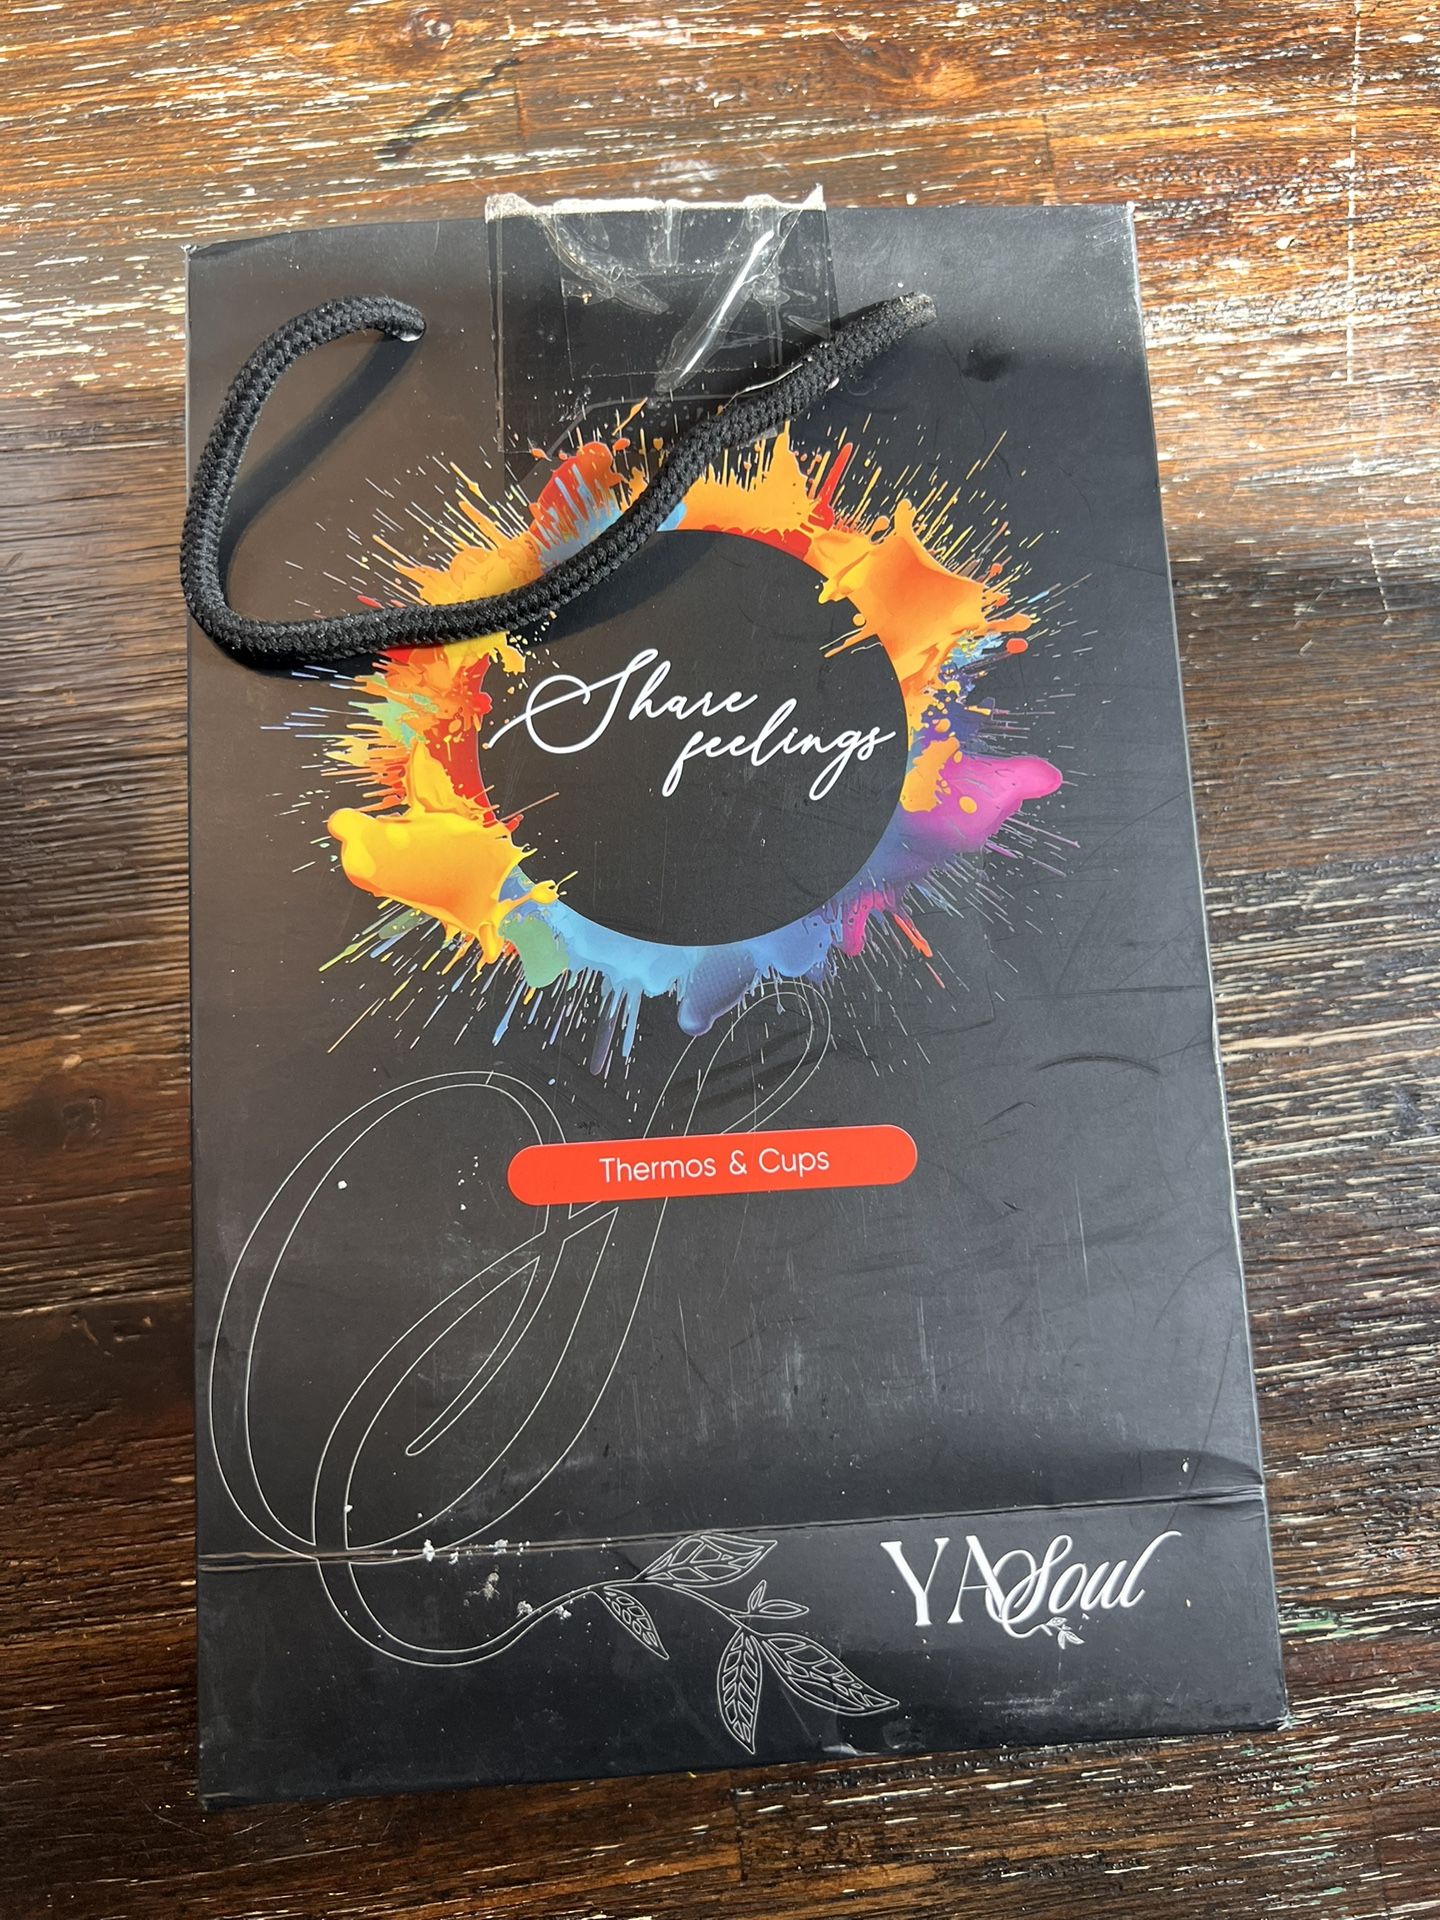 Share
feelings
Thermos & Cups
YASoul